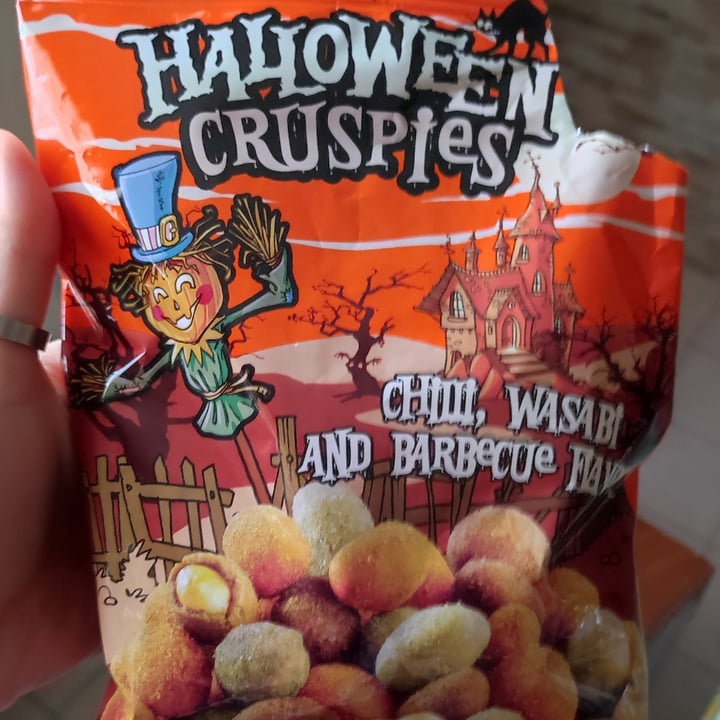 HALLOWEEN
CRUSPIES
CHILLI, WASABI
AND BARBECUE